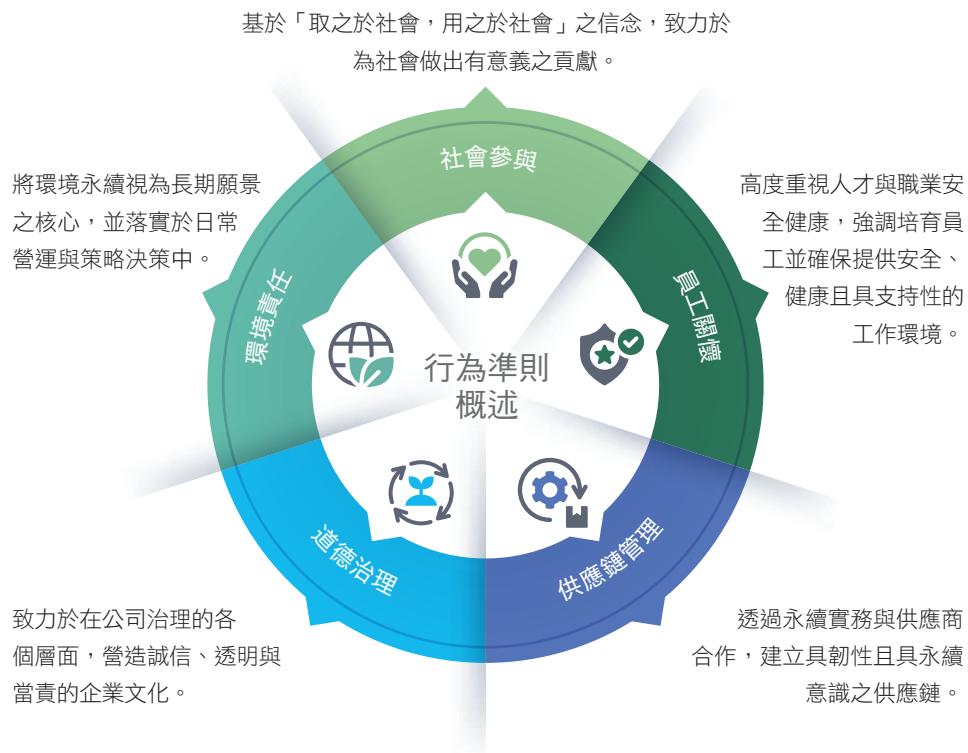 基於「取之於社會，用之於社會」之信念，致力於
為社會做出有意義之貢獻。
社會參與
將環境永續視為長期願景
之核心，並落實於日常
營運與策略決策中。
環境責任
高度重視人才與職業安
全健康，強調培育員
工並確保提供安全、
健康且具支持性的
工作環境。
員工關懷
行為準則
概述
道德治理
供應鏈管理
致力於在公司治理的各
個層面，營造誠信、透明與
當責的企業文化。
透過永續實務與供應商
合作，建立具韌性且具永續
意識之供應鏈。